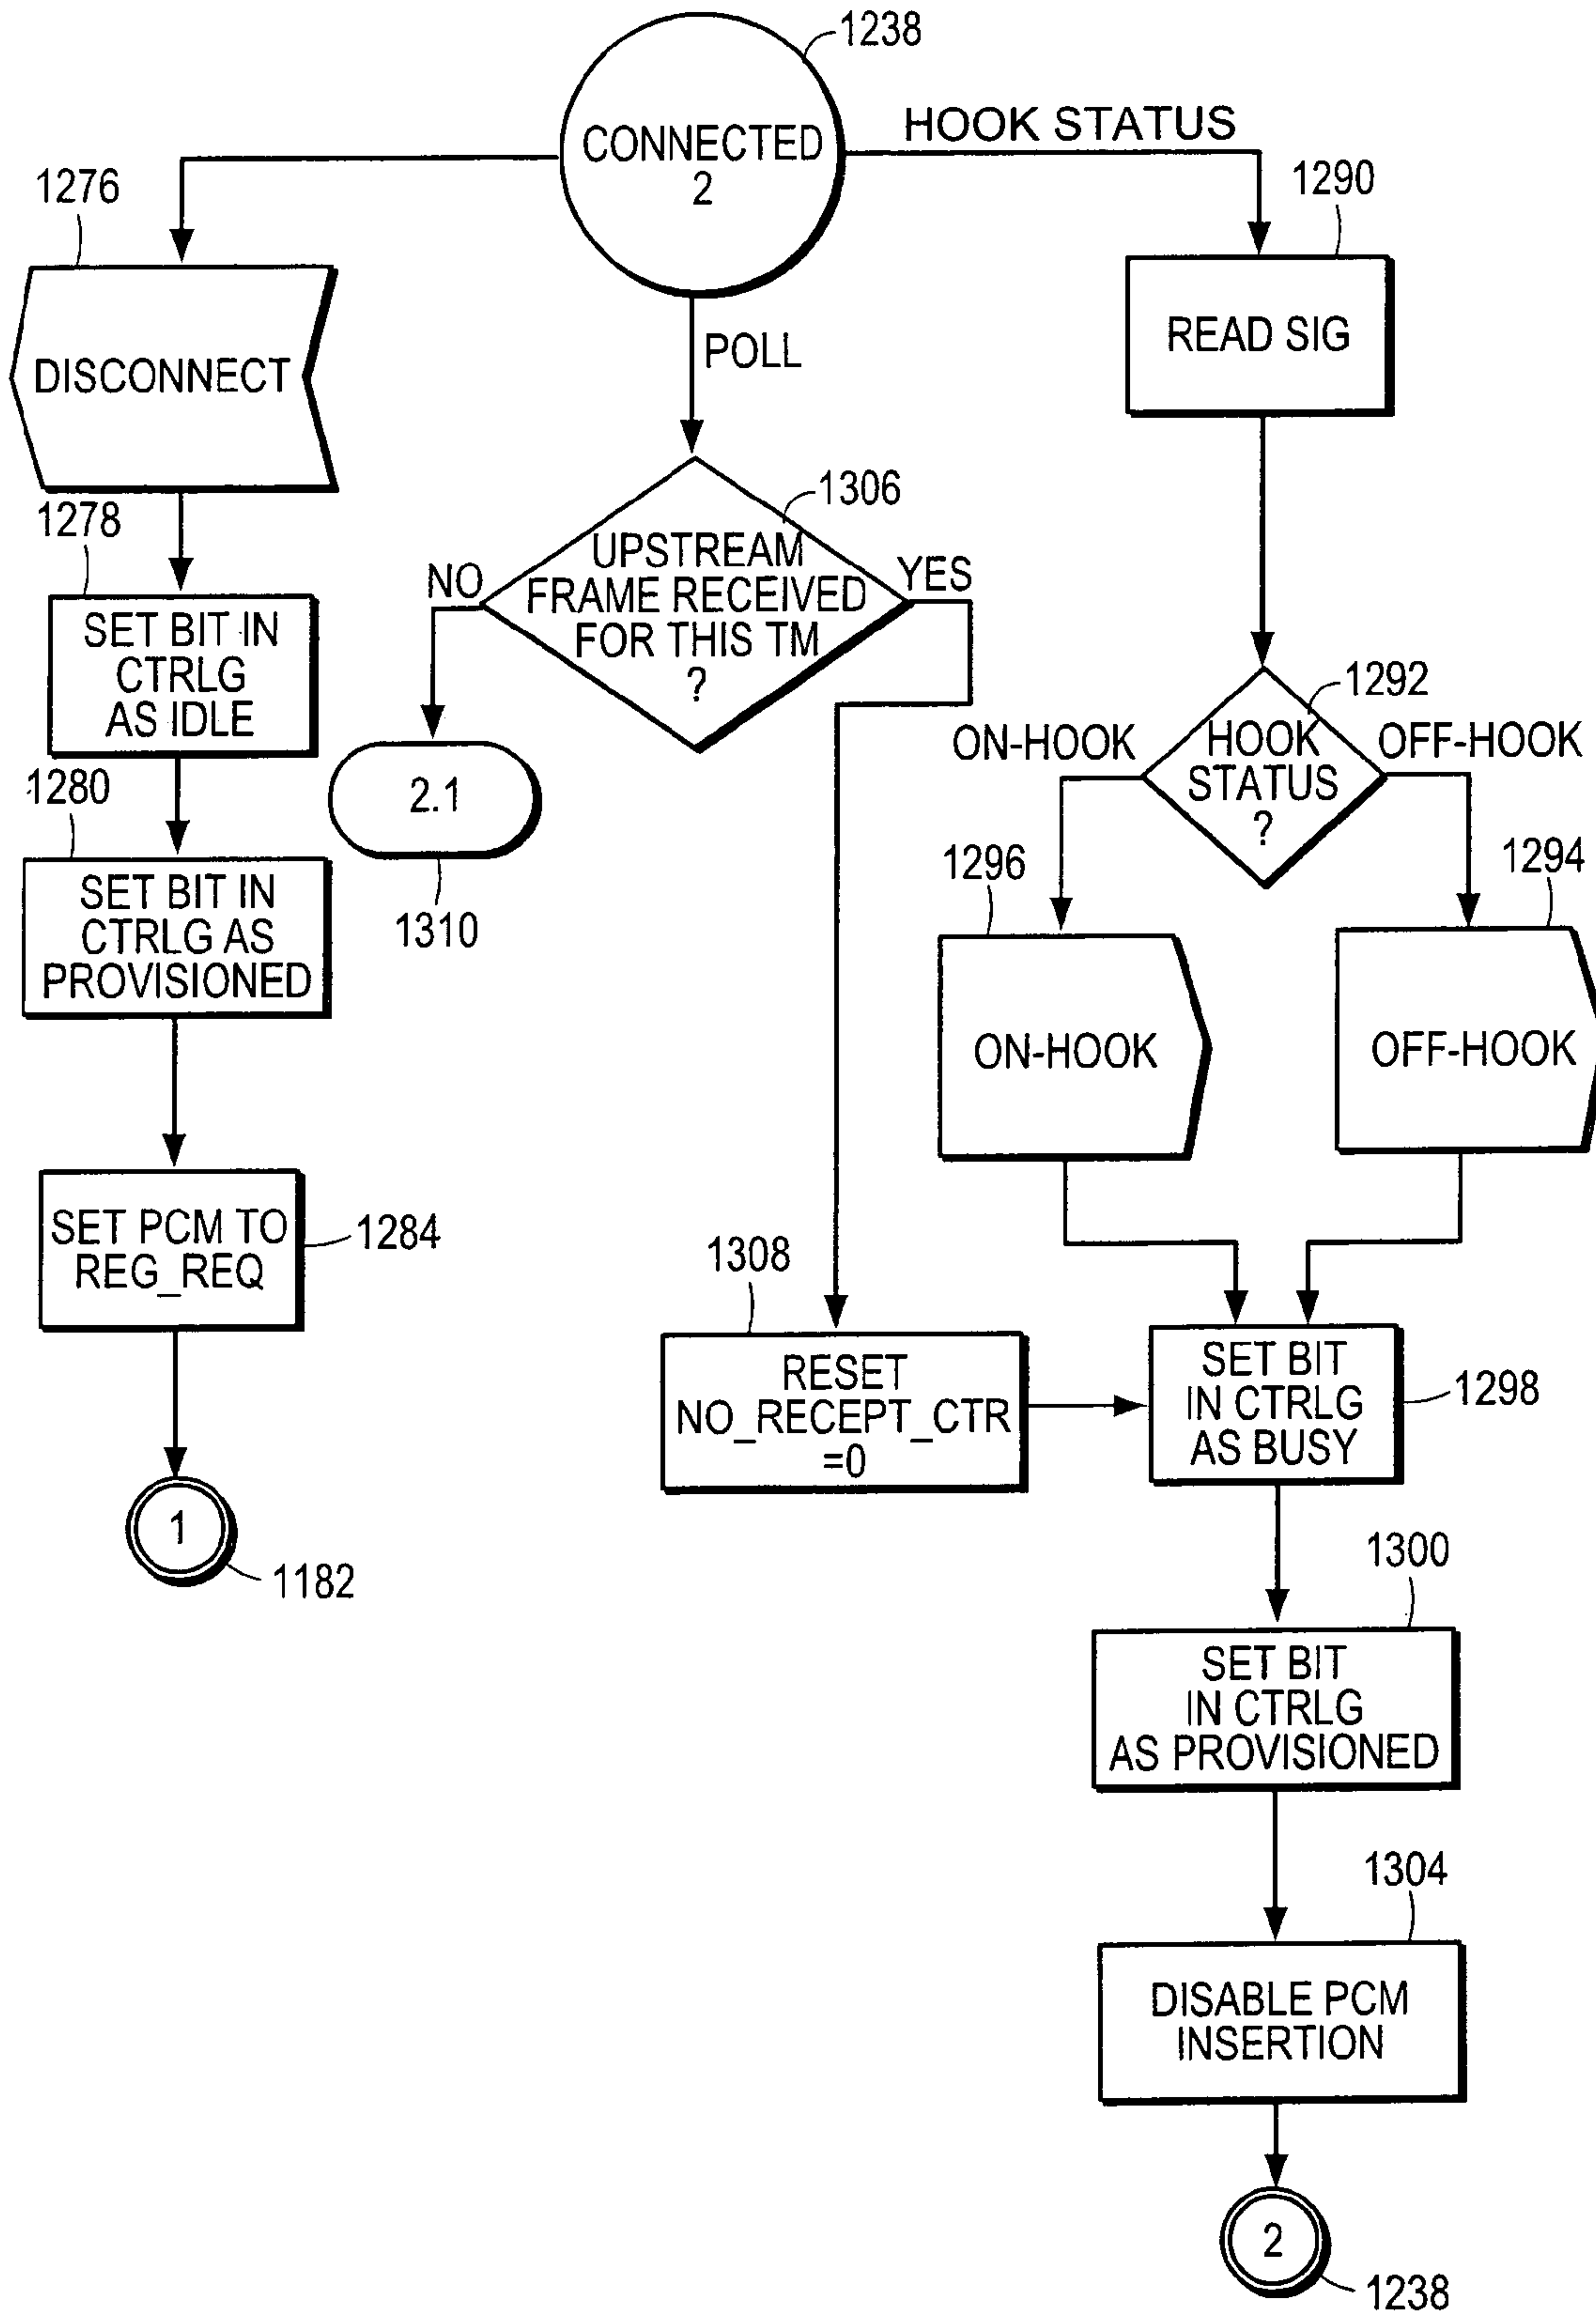 1238
CONNECTED
2
HOOK STATUS
1276
DISCONNECT
1278
SET BIT IN
CTRLG
AS IDLE
1280
SET BIT IN
CTRLG AS
PROVISIONED
SET PCM TO
REG_REQ
1284
1
1182
POLL
1306
UPSTREAM
FRAME RECEIVED
FOR THIS TM
?
NO
YES
2.1
1310
1308
RESET
NO_RECEPT_CTR
=0
1290
READ SIG
1292
HOOK
STATUS
?
ON-HOOK
OFF-HOOK
1296
ON-HOOK
1294
OFF-HOOK
SET BIT
IN CTRLG
AS BUSY
1298
1300
SET BIT
IN CTRLG
AS PROVISIONED
1304
DISABLE PCM
INSERTION
2
1238